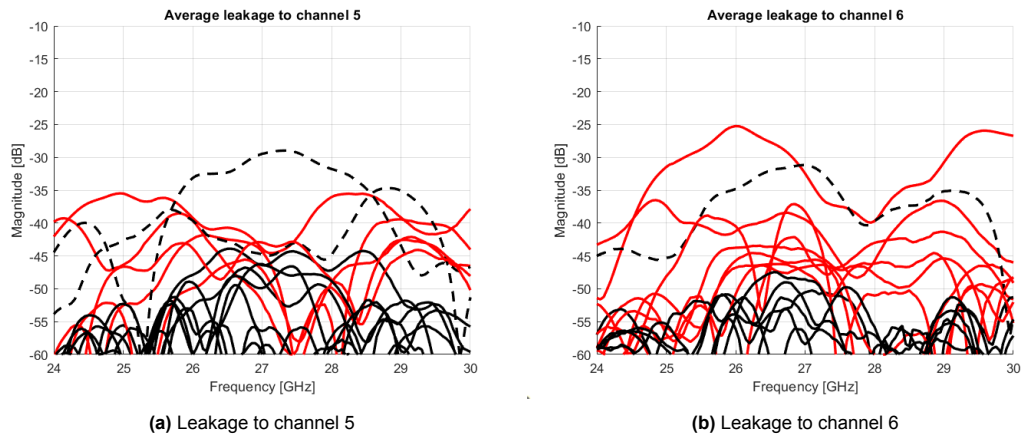 Average leakage to channel 5
-10
-15
-20
-25
-30
-35
-40
-45
-50
-55
-60
Magnitude [dB]
24 25 26 27 28 29 30
Frequency [GHz]
(a) Leakage to channel 5
Average leakage to channel 6
-10
-15
-20
-25
-30
-35
-40
-45
-50
-55
-60
Magnitude [dB]
24 25 26 27 28 29 30
Frequency [GHz]
(b) Leakage to channel 6